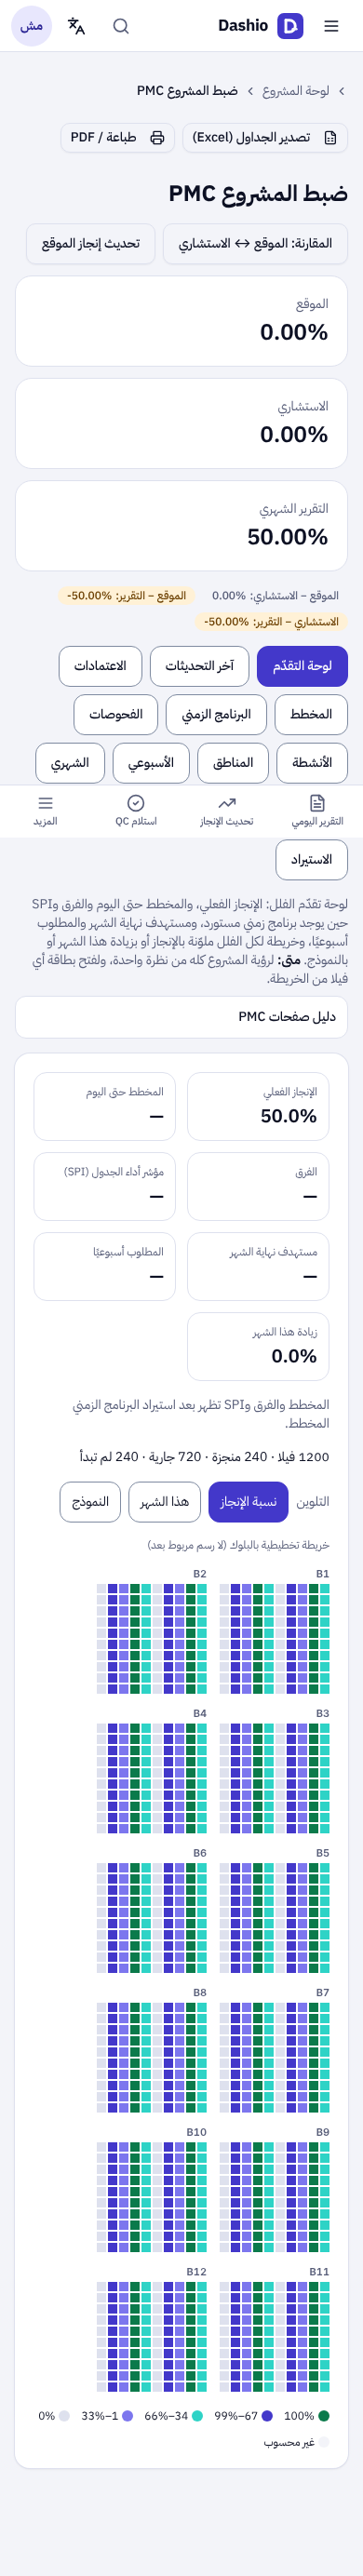 Dashio
مش
لوحة المشروع
ضبط المشروع PMC
تصدير الجداول (Excel)
طباعة / PDF
ضبط المشروع PMC
المقارنة: الموقع ↔ الاستشاري
تحديث إنجاز الموقع
الموقع
0.00%
الاستشاري
0.00%
التقرير الشهري
50.00%
الموقع – الاستشاري: 0.00%
الموقع – التقرير: 50.00%-
الاستشاري – التقرير: 50.00%-
لوحة التقدّم
آخر التحديثات
الاعتمادات
المخطط
البرنامج الزمني
الفحوصات
الأنشطة
المناطق
الأسبوعي
الشهري
التقرير اليومي
تحديث الإنجاز
استلام QC
المزيد
الاستيراد
لوحة تقدّم الفلل: الإنجاز الفعلي، والمخطط حتى اليوم والفرق وSPI
حين يوجد برنامج زمني مستورد، ومستهدف نهاية الشهر والمطلوب
أسبوعيًا، وخريطة لكل الفلل ملوّنة بالإنجاز أو بزيادة هذا الشهر أو
بالنموذج. متى: لرؤية المشروع كله من نظرة واحدة، ولفتح بطاقة أي
فيلا من الخريطة.
دليل صفحات PMC
الإنجاز الفعلي
50.0%
المخطط حتى اليوم
—
الفرق
—
مؤشر أداء الجدول (SPI)
—
مستهدف نهاية الشهر
—
المطلوب أسبوعيًا
—
زيادة هذا الشهر
0.0%
المخطط والفرق وSPI تظهر بعد استيراد البرنامج الزمني
المخطط.
1200 فيلا · 240 منجزة · 720 جارية · 240 لم تبدأ
التلوين
نسبة الإنجاز
هذا الشهر
النموذج
خريطة تخطيطية بالبلوك (لا رسم مربوط بعد)
B1
B2
B3
B4
B5
B6
B7
B8
B9
B10
B11
B12
100%
67–99%
34–66%
1–33%
0%
غير محسوب